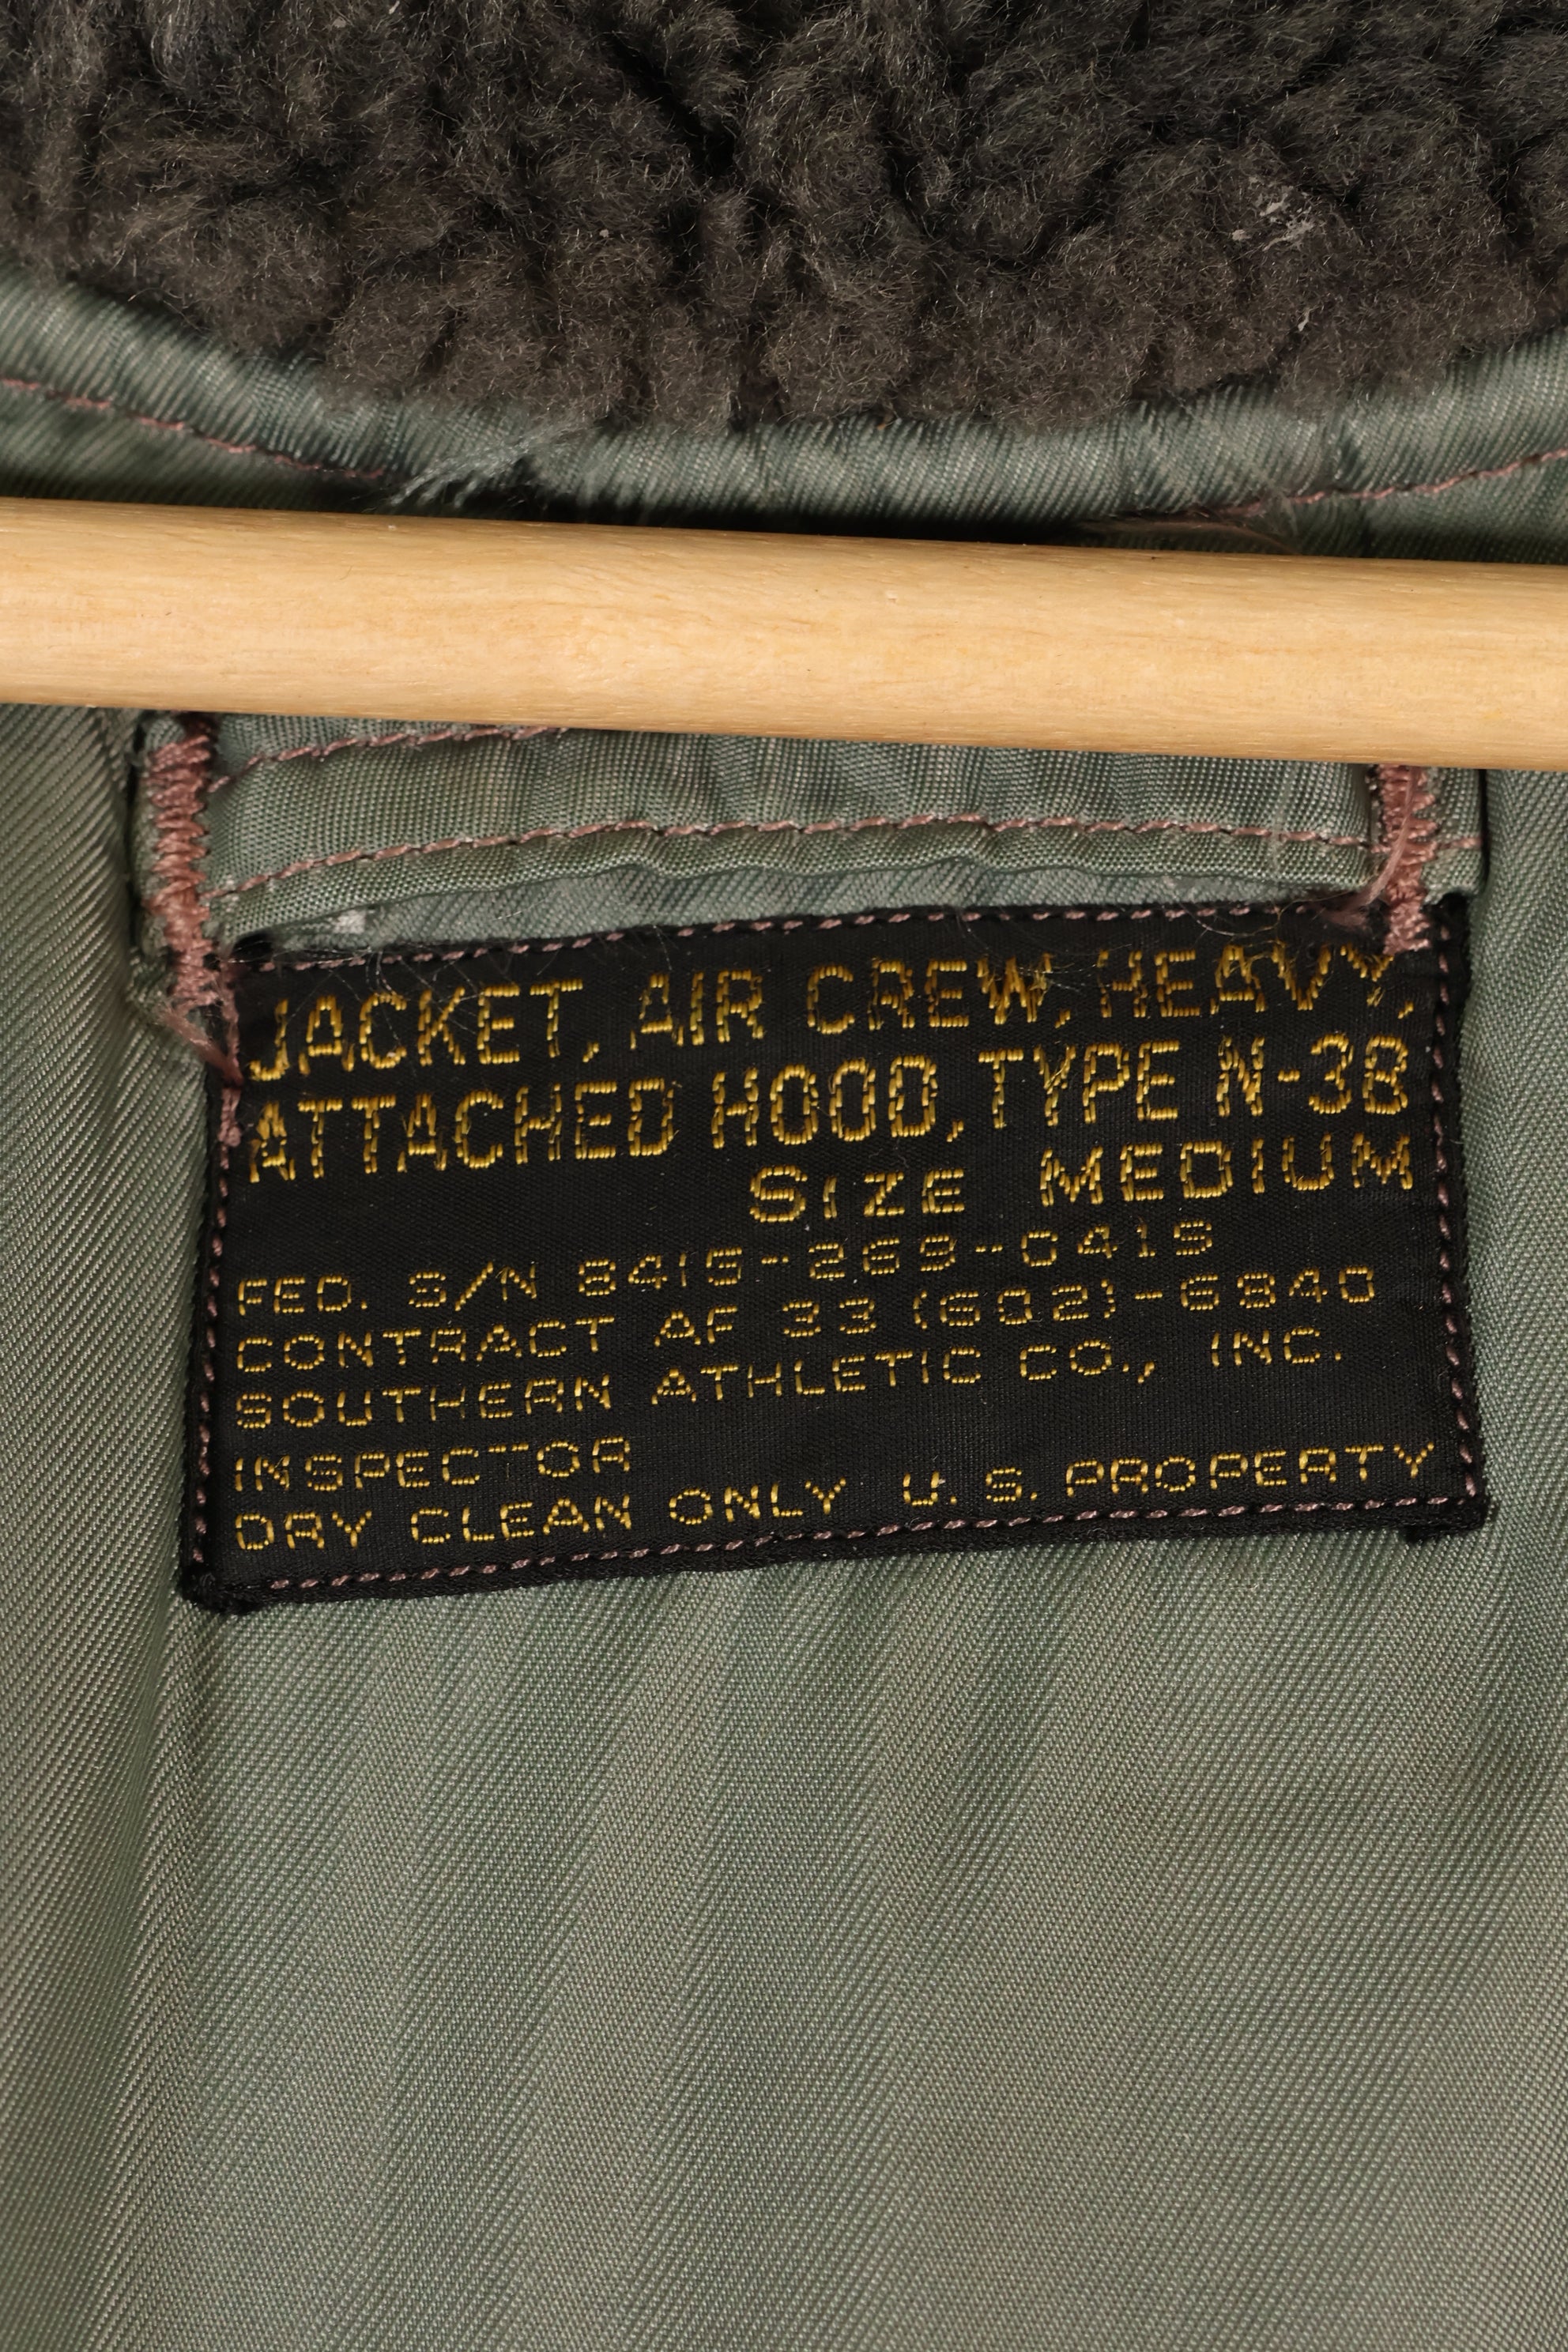 JACKET, AIR CREW, HEAVY,
ATTACHED HOOD, TYPE N-3B
SIZE MEDIUM
FED. S/N 8415-269-0419
CONTRACT AF 33 (602)-6840
SOUTHERN ATHLETIC CO., INC.
INSPECTOR
DRY CLEAN ONLY U.S. PROPERTY